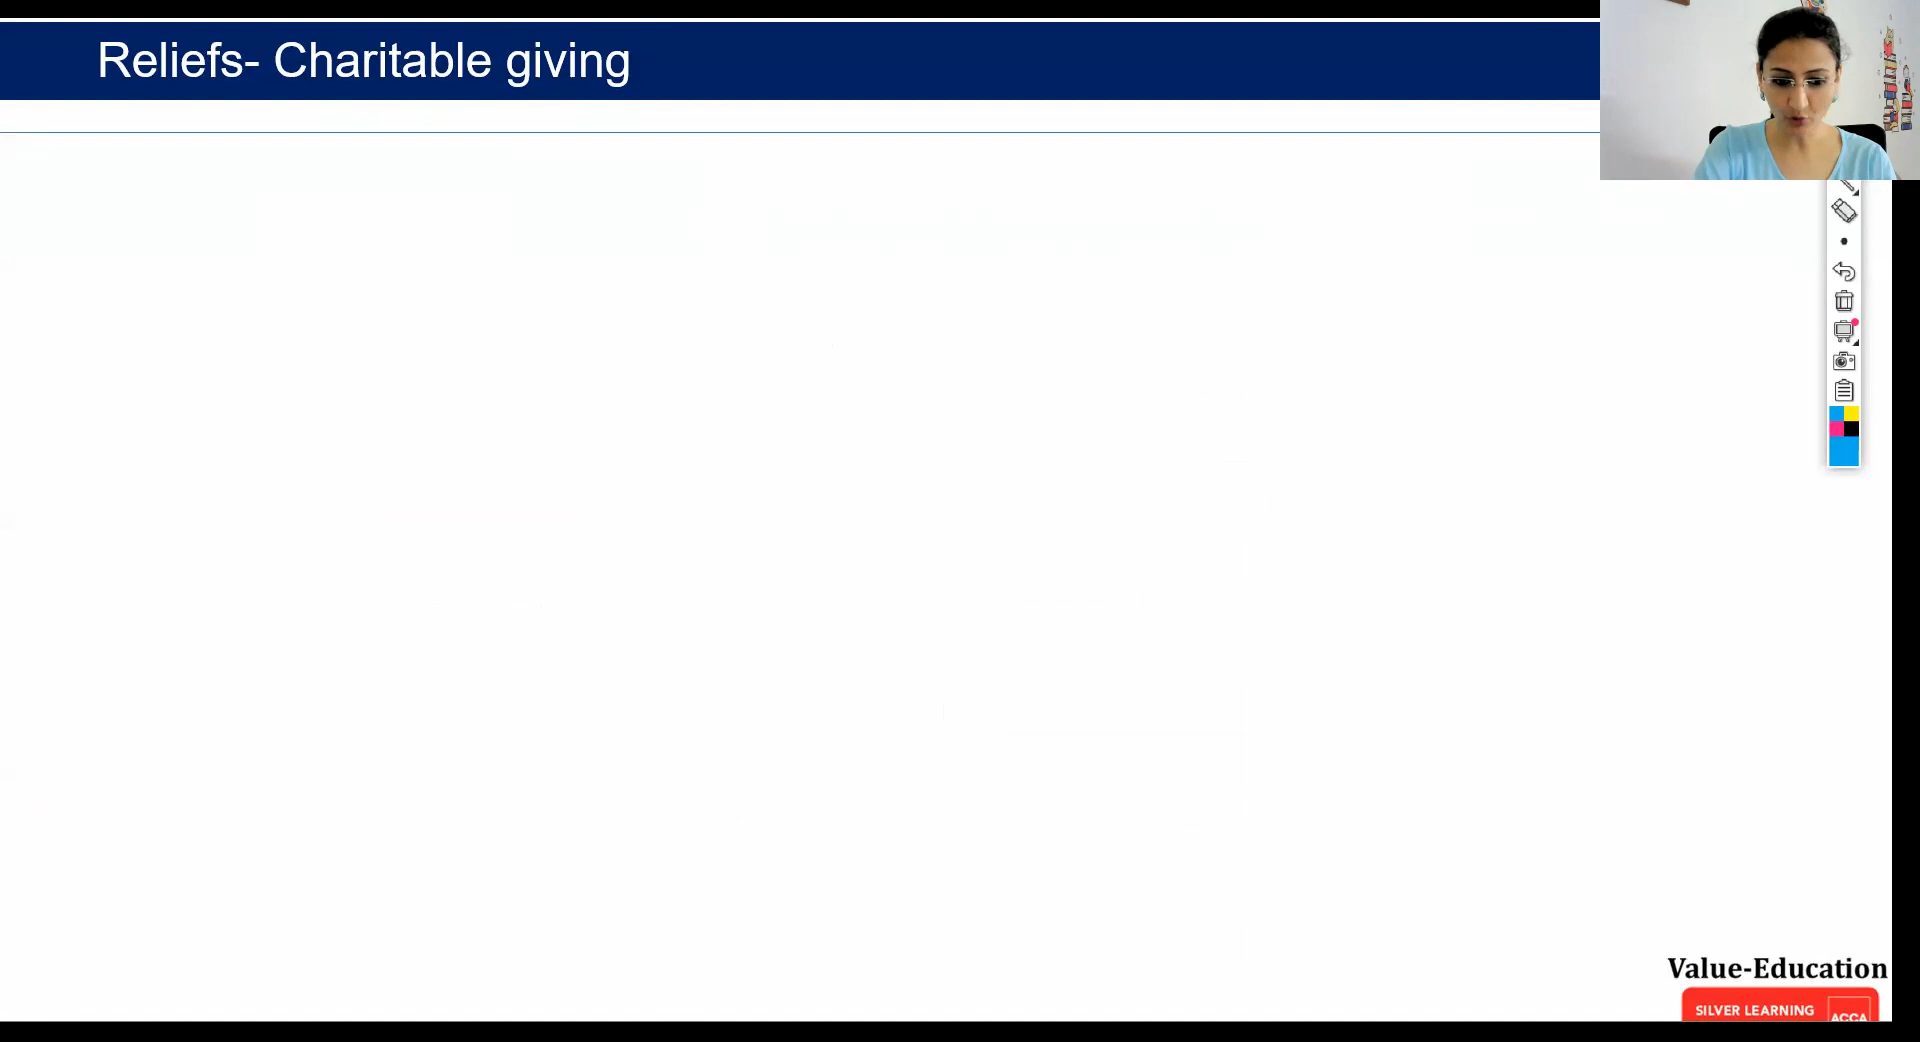 Reliefs- Charitable giving
Value-Education
SILVER LEARNING
ACCA